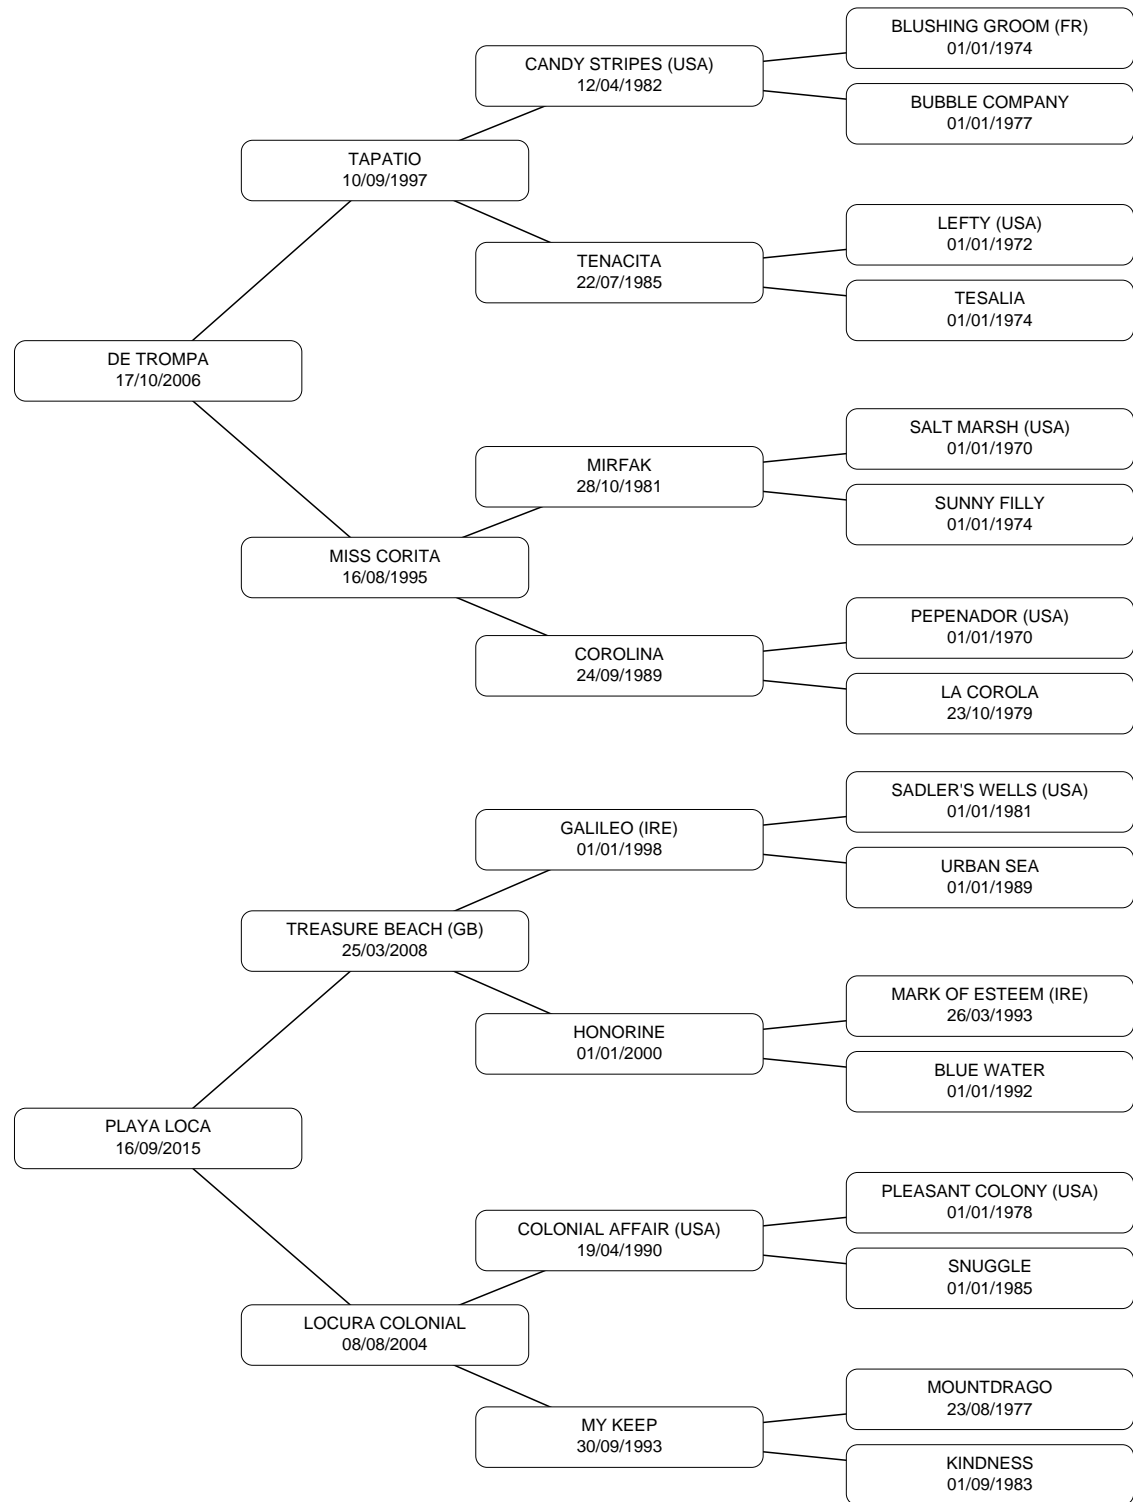 BLUSHING GROOM (FR)
01/01/1974
CANDY STRIPES (USA)
12/04/1982
BUBBLE COMPANY
01/01/1977
TAPATIO
10/09/1997
LEFTY (USA)
01/01/1972
TENACITA
22/07/1985
TESALIA
01/01/1974
DE TROMPA
17/10/2006
SALT MARSH (USA)
01/01/1970
MIRFAK
28/10/1981
SUNNY FILLY
01/01/1974
MISS CORITA
16/08/1995
PEPENADOR (USA)
01/01/1970
COROLINA
24/09/1989
LA COROLA
23/10/1979
SADLER'S WELLS (USA)
01/01/1981
GALILEO (IRE)
01/01/1998
URBAN SEA
01/01/1989
TREASURE BEACH (GB)
25/03/2008
MARK OF ESTEEM (IRE)
26/03/1993
HONORINE
01/01/2000
BLUE WATER
01/01/1992
PLAYA LOCA
16/09/2015
PLEASANT COLONY (USA)
01/01/1978
COLONIAL AFFAIR (USA)
19/04/1990
SNUGGLE
01/01/1985
LOCURA COLONIAL
08/08/2004
MOUNTDRAGO
23/08/1977
MY KEEP
30/09/1993
KINDNESS
01/09/1983